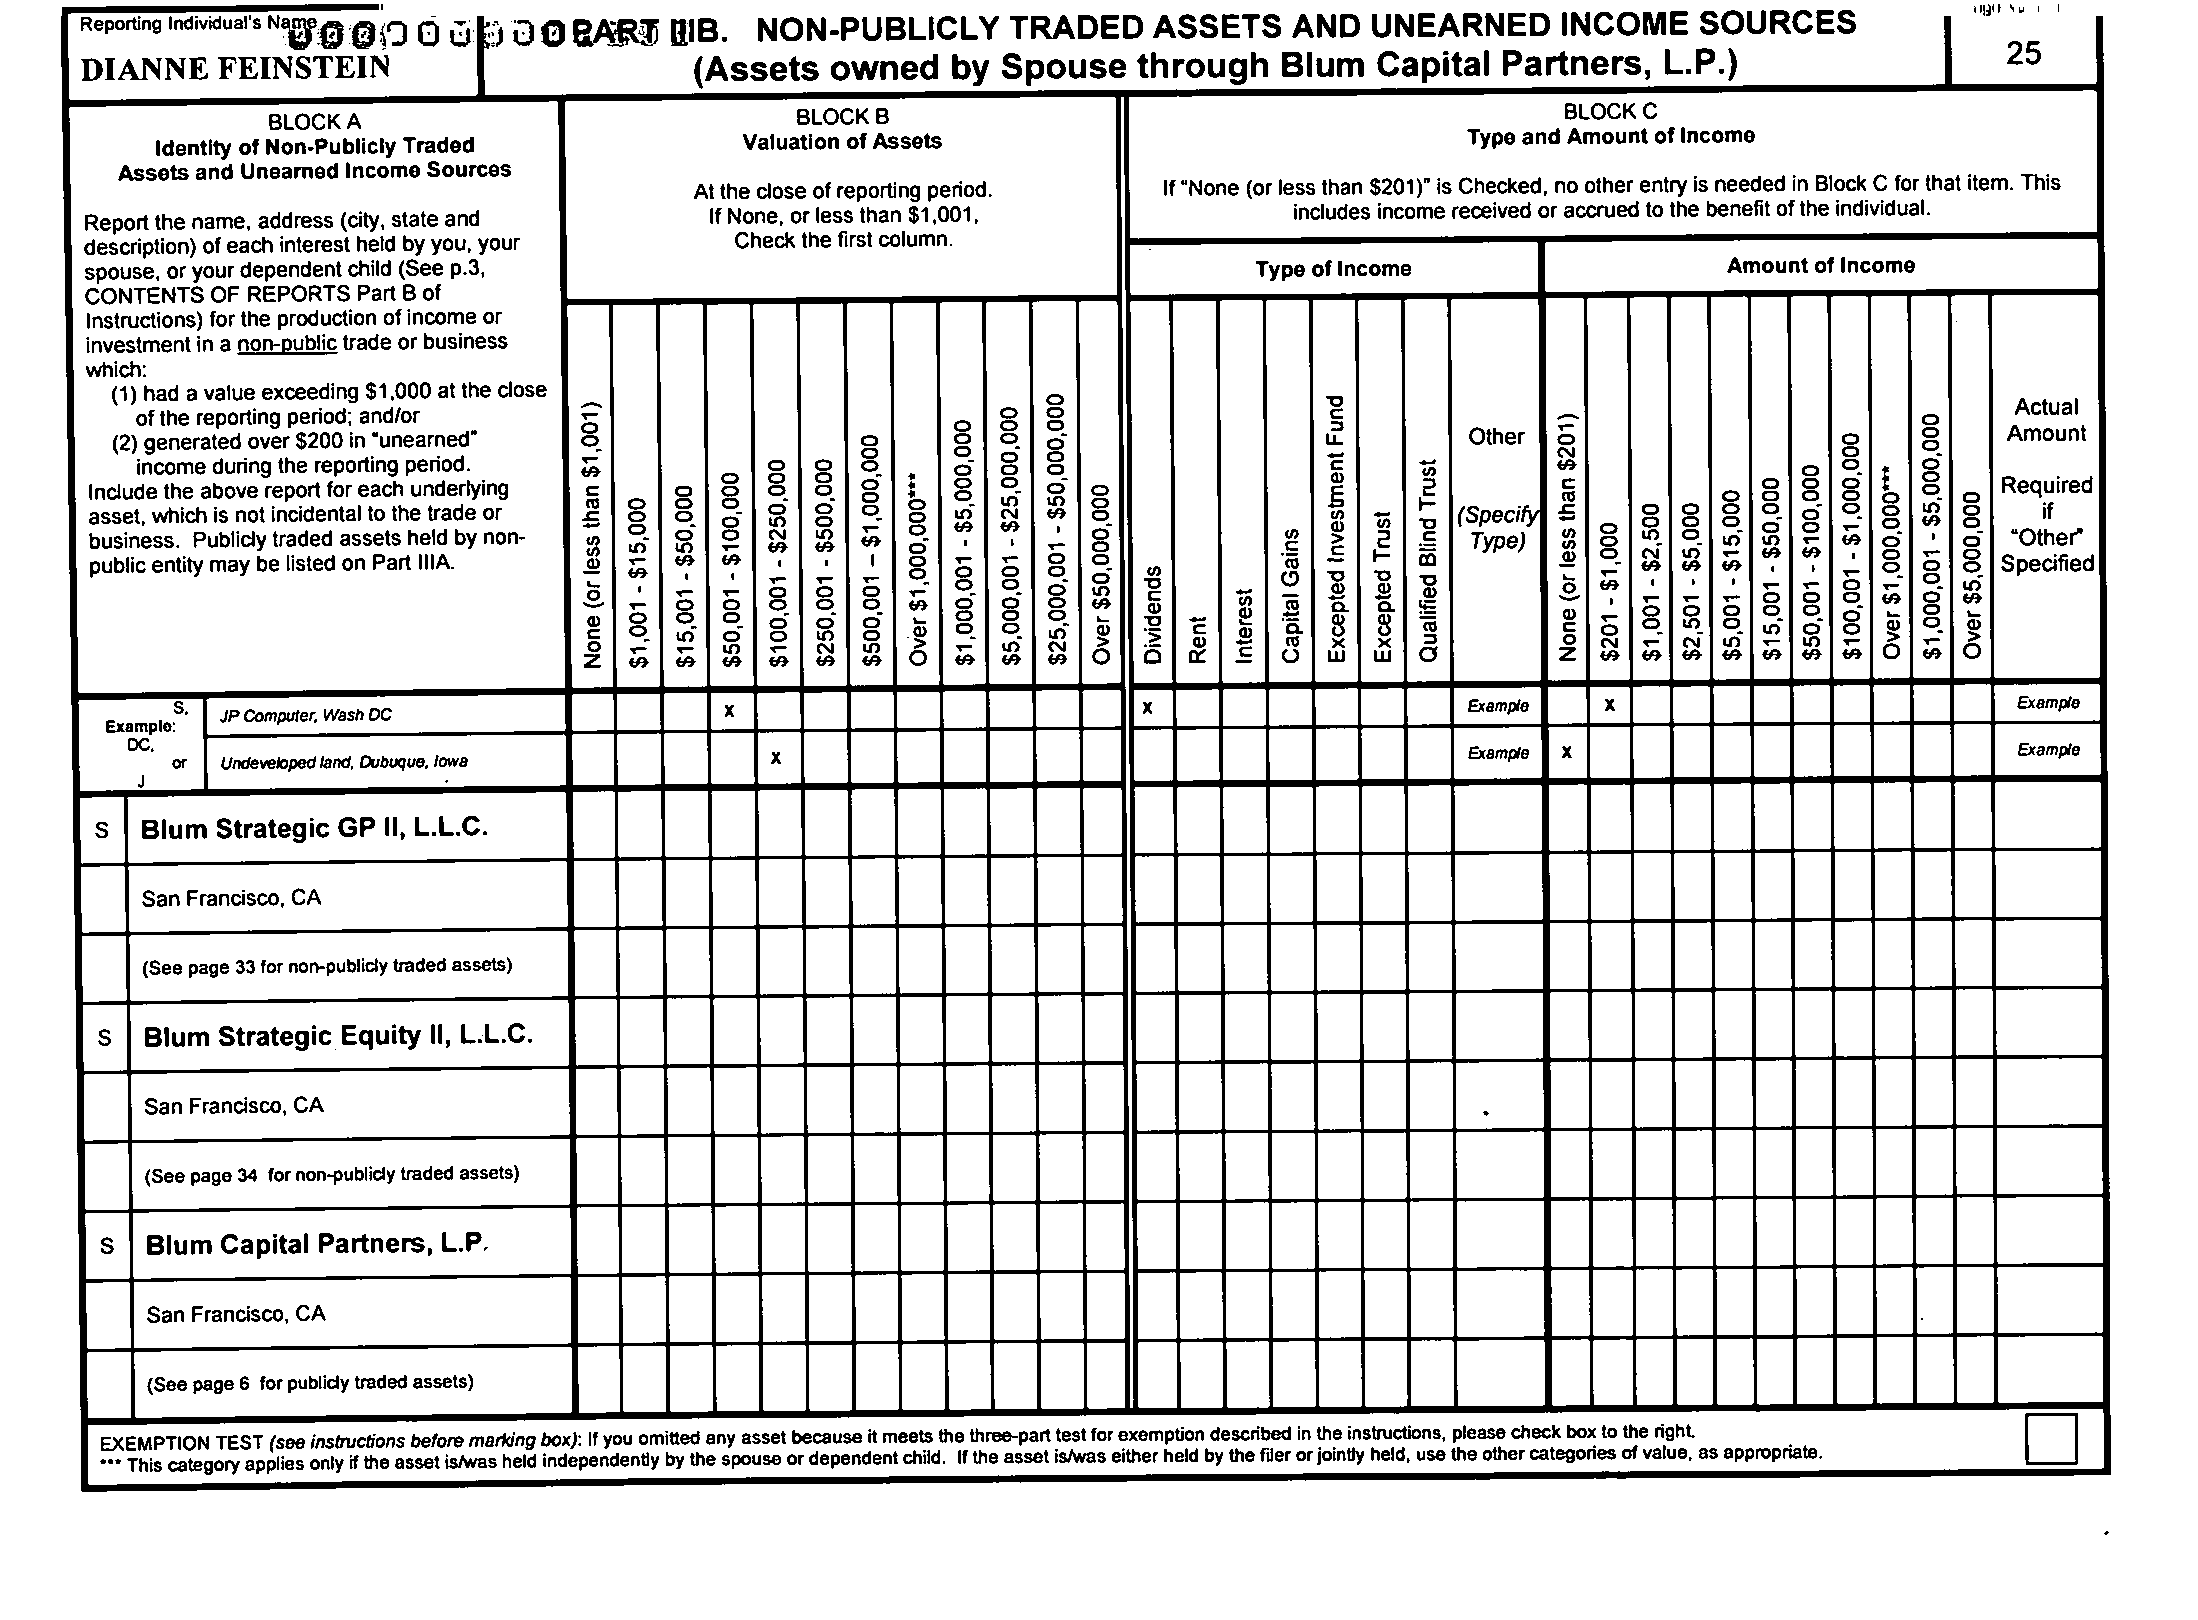 Reporting Individual's Name
DIANNE FEINSTEIN
PART IIIB. NON-PUBLICLY TRADED ASSETS AND UNEARNED INCOME SOURCES
(Assets owned by Spouse through Blum Capital Partners, L.P.)
25
BLOCK A
Identity of Non-Publicly Traded
Assets and Unearned Income Sources
Report the name, address (city, state and
description) of each interest held by you, your
spouse, or your dependent child (See p.3,
CONTENTS OF REPORTS Part B of
Instructions) for the production of income or
investment in a non-public trade or business
which:
(1) had a value exceeding $1,000 at the close
of the reporting period; and/or
(2) generated over $200 in "unearned"
income during the reporting period.
Include the above report for each underlying
asset, which is not incidental to the trade or
business. Publicly traded assets held by non-
public entity may be listed on Part IIIA.
BLOCK B
Valuation of Assets
At the close of reporting period.
If None, or less than $1,001,
Check the first column.
None (or less than $1,001)
$1,001 - $15,000
$15,001 - $50,000
$50,001 - $100,000
$100,001 - $250,000
$250,001 - $500,000
$500,001 - $1,000,000
Over $1,000,000***
$1,000,001 - $5,000,000
$5,000,001 - $25,000,000
$25,000,001 - $50,000,000
Over $50,000,000
BLOCK C
Type and Amount of Income
If "None (or less than $201)" is Checked, no other entry is needed in Block C for that item. This
includes income received or accrued to the benefit of the individual.
Type of Income
Dividends
Rent
Interest
Capital Gains
Excepted Investment Fund
Excepted Trust
Qualified Blind Trust
Other
(Specify
Type)
Amount of Income
None (or less than $201)
$201 - $1,000
$1,001 - $2,500
$2,501 - $5,000
$5,001 - $15,000
$15,001 - $50,000
$50,001 - $100,000
$100,001 - $1,000,000
Over $1,000,000***
$1,000,001 - $5,000,000
Over $5,000,000
Actual
Amount
Required
if
"Other"
Specified
S,
Example:
DC,
or
J
JP Computer, Wash DC X X Example X Example
Undeveloped land, Dubuque, Iowa X Example X Example
S Blum Strategic GP II, L.L.C.
San Francisco, CA
(See page 33 for non-publicly traded assets)
S Blum Strategic Equity II, L.L.C.
San Francisco, CA
(See page 34 for non-publicly traded assets)
S Blum Capital Partners, L.P.
San Francisco, CA
(See page 6 for publicly traded assets)
EXEMPTION TEST (see instructions before marking box): If you omitted any asset because it meets the three-part test for exemption described in the instructions, please check box to the right.
*** This category applies only if the asset is/was held independently by the spouse or dependent child. If the asset is/was either held by the filer or jointly held, use the other categories of value, as appropriate.